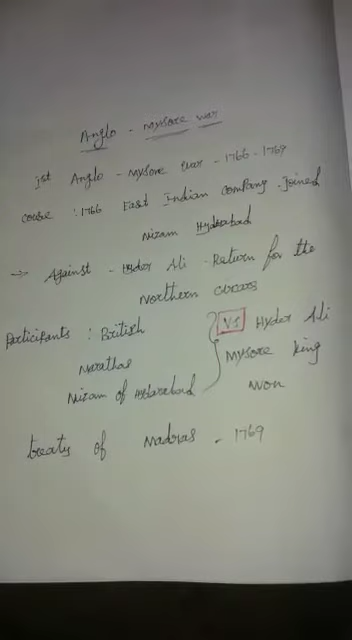 Anglo - Mysore war
1st Anglo - Mysore war - 1766 - 1769
couse : 1766 East Indian company joined
Nizam Hyderabad
→ Against - Hyder Ali - Return for the
Northern circars
Participants : British
Marathas
Nizam of Hyderabad
VS Hyder Ali
Mysore king
won
treaty of Madras - 1769